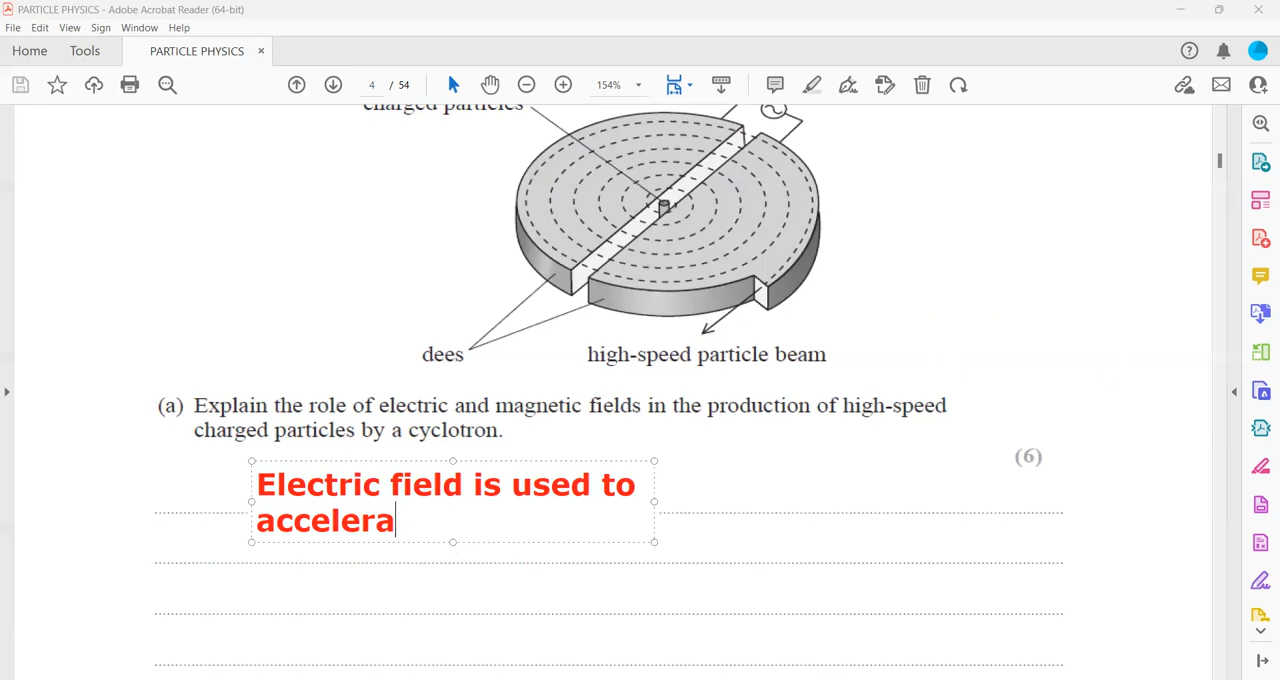 PARTICLE PHYSICS - Adobe Acrobat Reader (64-bit)
File Edit View Sign Window Help
Home Tools PARTICLE PHYSICS ×
4 / 54 154%
charged particles
dees high-speed particle beam
(a) Explain the role of electric and magnetic fields in the production of high-speed
charged particles by a cyclotron.
(6)
Electric field is used to
accelera